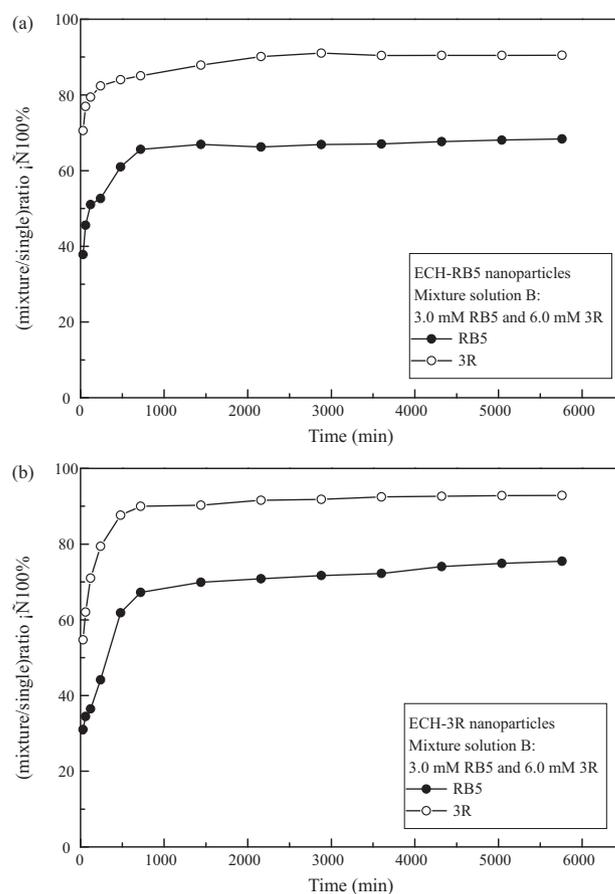 (a)
100
80
60
40
20
0
(mixture/single)ratio ¡Ñ100%
ECH-RB5 nanoparticles
Mixture solution B:
3.0 mM RB5 and 6.0 mM 3R
RB5
3R
0 1000 2000 3000 4000 5000 6000
Time (min)
(b)
100
80
60
40
20
0
(mixture/single)ratio ¡Ñ100%
ECH-3R nanoparticles
Mixture solution B:
3.0 mM RB5 and 6.0 mM 3R
RB5
3R
0 1000 2000 3000 4000 5000 6000
Time (min)